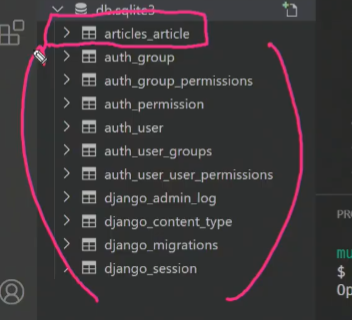 db.sqlite3
articles_article
auth_group
auth_group_permissions
auth_permission
auth_user
auth_user_groups
auth_user_user_permissions
django_admin_log
django_content_type
django_migrations
django_session
PRO
mu
$
Op